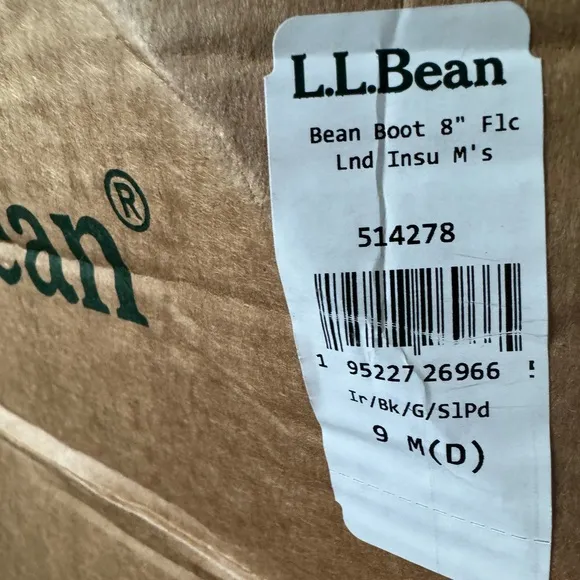 L.L.Bean
Bean Boot 8" Flc
Lnd Insu M's
514278
1 95227 26966
Ir/Bk/G/SlPd
9 M(D)
ean®